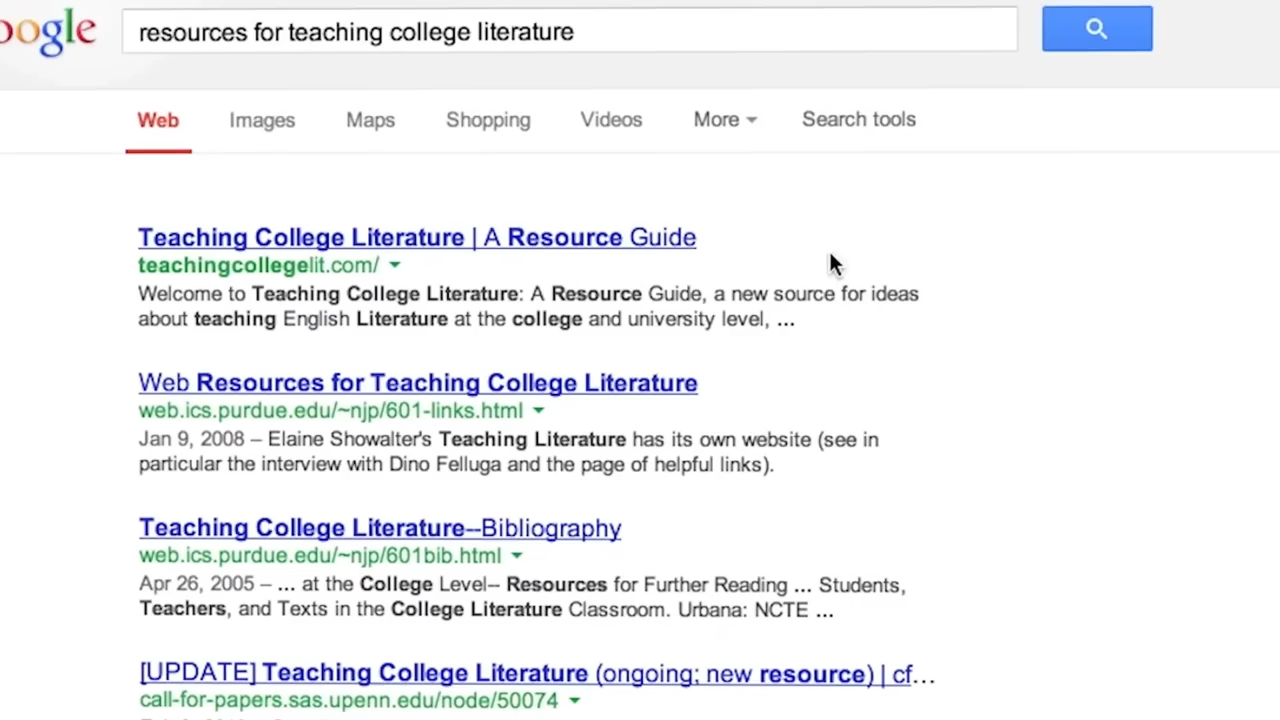 oogle resources for teaching college literature
Web Images Maps Shopping Videos More Search tools
Teaching College Literature | A Resource Guide
teachingcollegelit.com/
Welcome to Teaching College Literature: A Resource Guide, a new source for ideas
about teaching English Literature at the college and university level, ...
Web Resources for Teaching College Literature
web.ics.purdue.edu/~njp/601-links.html
Jan 9, 2008 – Elaine Showalter's Teaching Literature has its own website (see in
particular the interview with Dino Felluga and the page of helpful links).
Teaching College Literature--Bibliography
web.ics.purdue.edu/~njp/601bib.html
Apr 26, 2005 – ... at the College Level-- Resources for Further Reading ... Students,
Teachers, and Texts in the College Literature Classroom. Urbana: NCTE ...
[UPDATE] Teaching College Literature (ongoing; new resource) | cf...
call-for-papers.sas.upenn.edu/node/50074